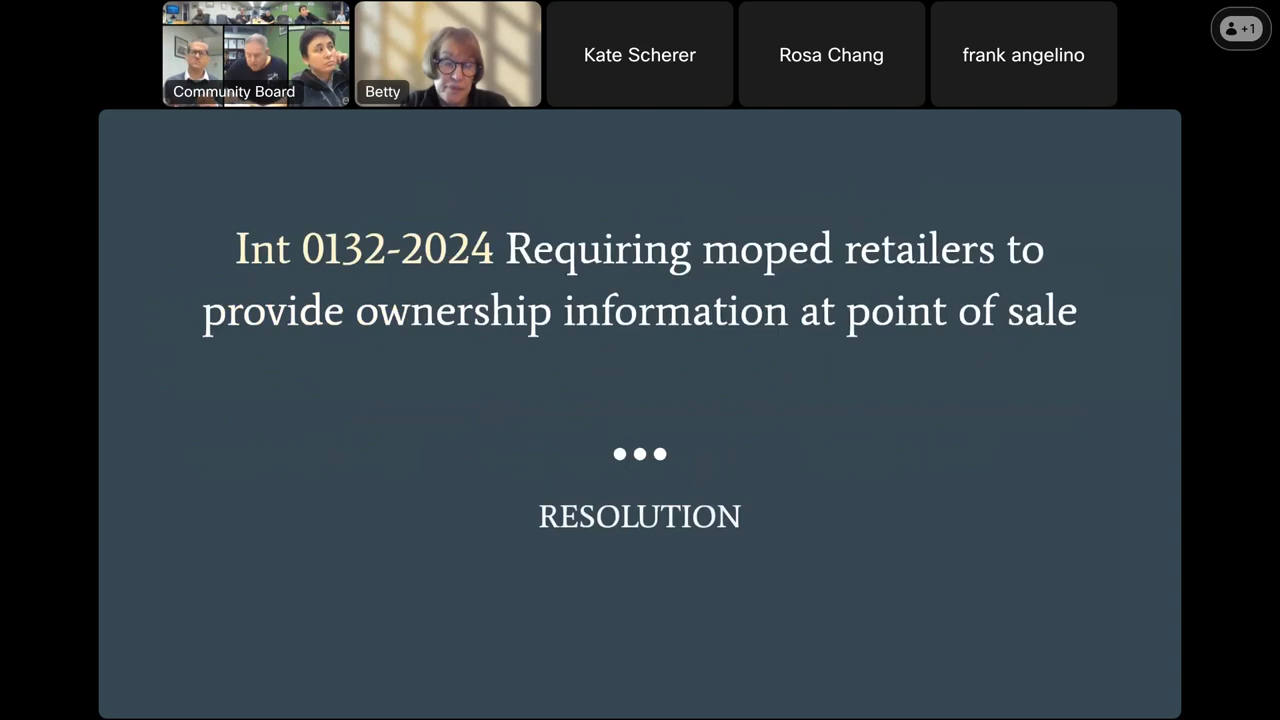 Community Board
Betty
Kate Scherer
Rosa Chang
frank angelino
+1
Int 0132-2024 Requiring moped retailers to
provide ownership information at point of sale
RESOLUTION